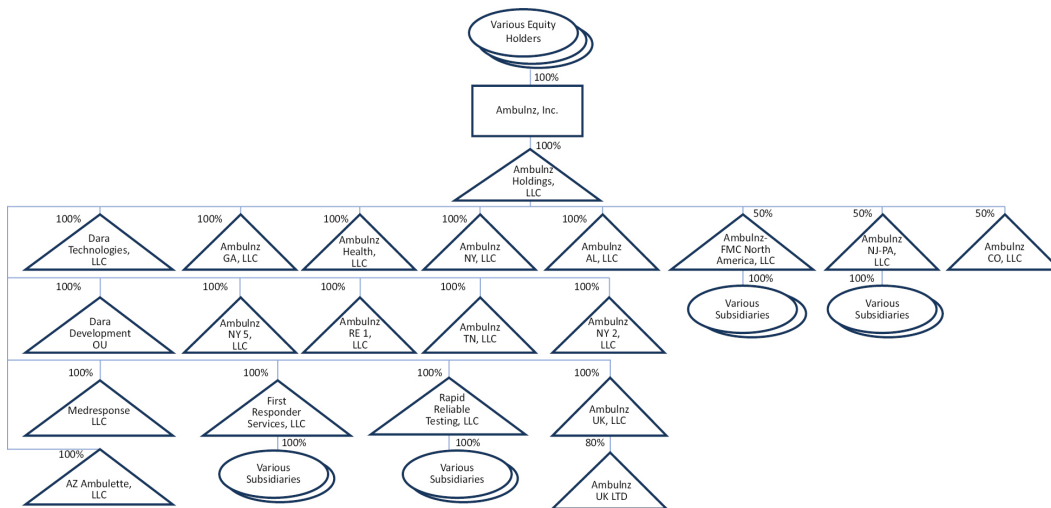 Various Equity
Holders
100%
Ambulnz, Inc.
100%
Ambulnz
Holdings,
LLC
100%
Dara
Technologies,
LLC
100%
Ambulnz
GA, LLC
100%
Ambulnz
Health,
LLC
100%
Ambulnz
NY, LLC
100%
Ambulnz
AL, LLC
50%
Ambulnz-
FMC North
America, LLC
50%
Ambulnz
NJ-PA,
LLC
50%
Ambulnz
CO, LLC
100%
Various
Subsidiaries
100%
Various
Subsidiaries
100%
Dara
Development
OU
100%
Ambulnz
NY 5,
LLC
100%
Ambulnz
RE 1,
LLC
100%
Ambulnz
TN, LLC
100%
Ambulnz
NY 2,
LLC
100%
Medresponse
LLC
100%
First
Responder
Services, LLC
100%
Rapid
Reliable
Testing, LLC
100%
Ambulnz
UK, LLC
100%
AZ Ambulette,
LLC
100%
Various
Subsidiaries
100%
Various
Subsidiaries
80%
Ambulnz
UK LTD